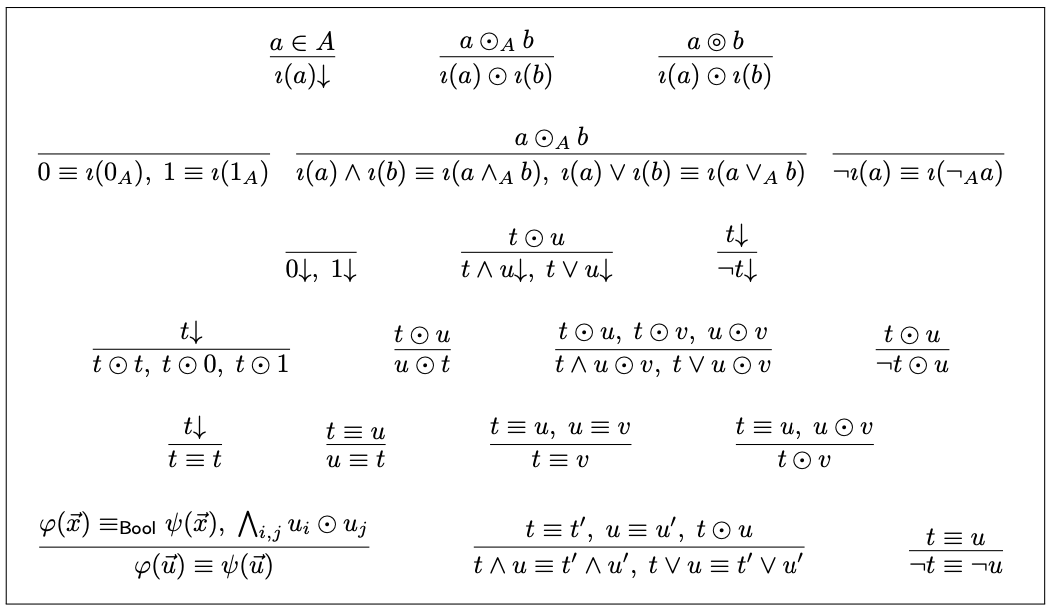 a ∈ A    a ⊙_A b    a ⊚ b
ı(a)↓    ı(a) ⊙ ı(b)    ı(a) ⊙ ı(b)
a ⊙_A b
0 ≡ ı(0_A), 1 ≡ ı(1_A)    ı(a) ∧ ı(b) ≡ ı(a ∧_A b), ı(a) ∨ ı(b) ≡ ı(a ∨_A b)    ¬ı(a) ≡ ı(¬_A a)
t ⊙ u    t↓
0↓, 1↓    t ∧ u↓, t ∨ u↓    ¬t↓
t↓    t ⊙ u    t ⊙ u, t ⊙ v, u ⊙ v    t ⊙ u
t ⊙ t, t ⊙ 0, t ⊙ 1    u ⊙ t    t ∧ u ⊙ v, t ∨ u ⊙ v    ¬t ⊙ u
t↓    t ≡ u    t ≡ u, u ≡ v    t ≡ u, u ⊙ v
t ≡ t    u ≡ t    t ≡ v    t ⊙ v
φ(x⃗) ≡_Bool ψ(x⃗), ⋀_{i,j} u_i ⊙ u_j    t ≡ t′, u ≡ u′, t ⊙ u    t ≡ u
φ(u⃗) ≡ ψ(u⃗)    t ∧ u ≡ t′ ∧ u′, t ∨ u ≡ t′ ∨ u′    ¬t ≡ ¬u